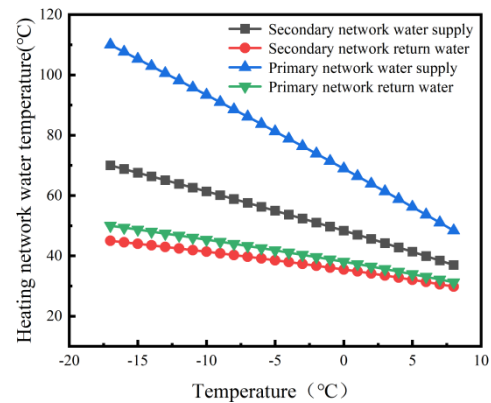 Heating network water temperature(℃)
120
100
80
60
40
20
Secondary network water supply
Secondary network return water
Primary network water supply
Primary network return water
-20 -15 -10 -5 0 5 10
Temperature（℃）